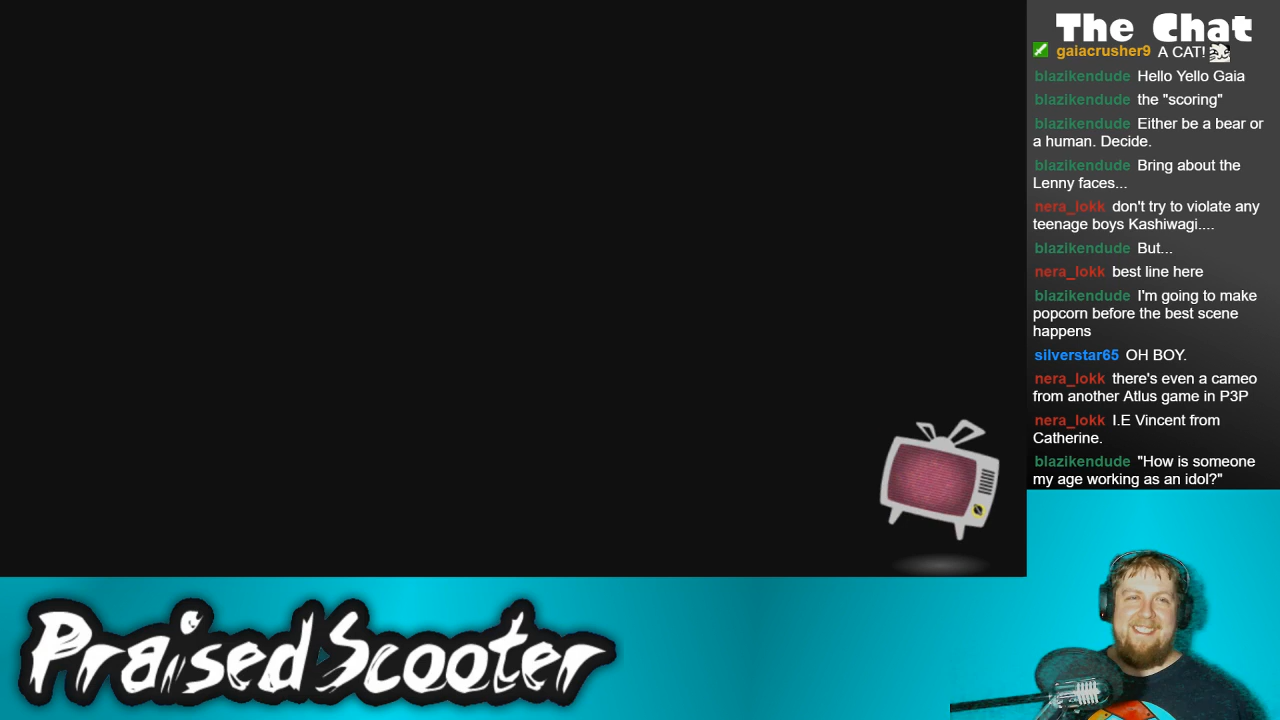 The Chat
gaiacrusher9 A CAT!
blazikendude Hello Yello Gaia
blazikendude the "scoring"
blazikendude Either be a bear or
a human. Decide.
blazikendude Bring about the
Lenny faces...
nera_lokk don't try to violate any
teenage boys Kashiwagi....
blazikendude But...
nera_lokk best line here
blazikendude I'm going to make
popcorn before the best scene
happens
silverstar65 OH BOY.
nera_lokk there's even a cameo
from another Atlus game in P3P
nera_lokk I.E Vincent from
Catherine.
blazikendude "How is someone
my age working as an idol?"
PraisedScooter